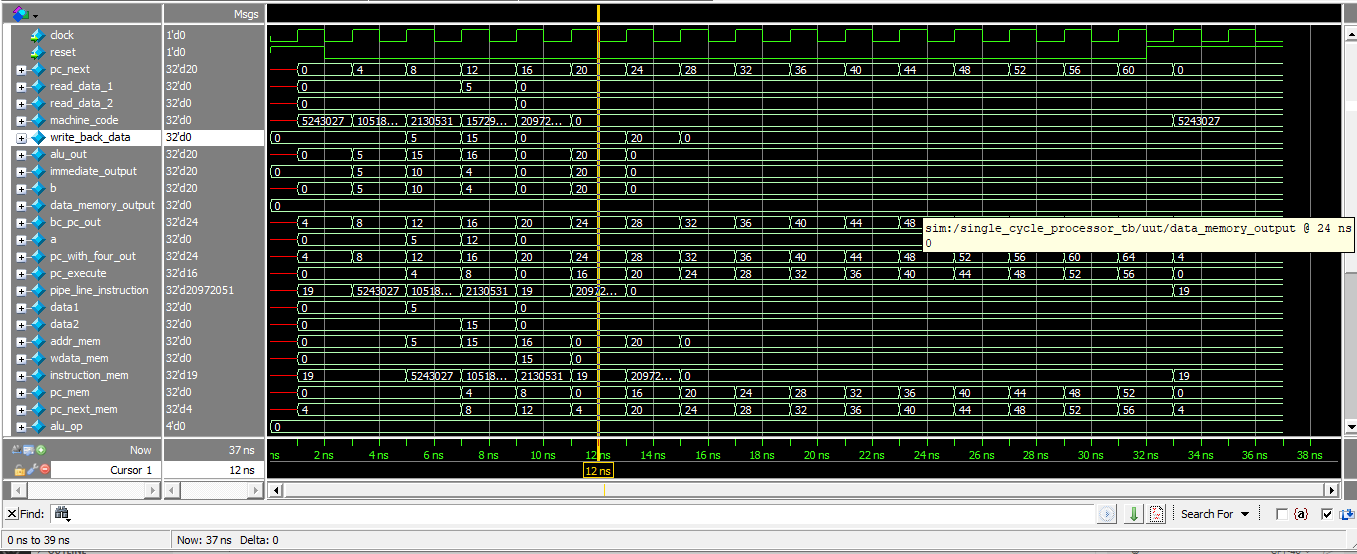 Msgs
clock 1'd0
reset 1'd0
pc_next 32'd20 0 4 8 12 16 20 24 28 32 36 40 44 48 52 56 60 0
read_data_1 32'd0 0 5 0
read_data_2 32'd0 0 0
machine_code 32'd0 5243027 10518... 2130531 15729... 20972... 0 5243027
write_back_data 32'd0 0 5 15 0 20 0
alu_out 32'd20 0 5 15 16 0 20 0
immediate_output 32'd20 0 5 10 4 0 20 0
b 32'd20 0 5 10 4 0 20 0
data_memory_output 32'd0 0
bc_pc_out 32'd24 4 8 12 16 20 24 28 32 36 40 44 48
sim:/single_cycle_processor_tb/uut/data_memory_output @ 24 ns
0
a 32'd0 0 5 12 0
pc_with_four_out 32'd24 4 8 12 16 20 24 28 32 36 40 44 48 52 56 60 64 4
pc_execute 32'd16 0 4 8 0 16 20 24 28 32 36 40 44 48 52 56 0
pipe_line_instruction 32'd20972051 19 5243027 10518... 2130531 19 20972... 0 19
data1 32'd0 0 5 0
data2 32'd0 0 15 0
addr_mem 32'd0 0 5 15 16 0 20 0
wdata_mem 32'd0 0 15 0
instruction_mem 32'd19 19 5243027 10518... 2130531 19 20972... 0 19
pc_mem 32'd0 0 4 8 0 16 20 24 28 32 36 40 44 48 52 0
pc_next_mem 32'd4 4 8 12 4 20 24 28 32 36 40 44 48 52 56 4
alu_op 4'd0 0
Now 37 ns ns 2 ns 4 ns 6 ns 8 ns 10 ns 12 ns 14 ns 16 ns 18 ns 20 ns 22 ns 24 ns 26 ns 28 ns 30 ns 32 ns 34 ns 36 ns 38 ns
Cursor 1 12 ns 12 ns
Find: Search For {a}
0 ns to 39 ns Now: 37 ns Delta: 0